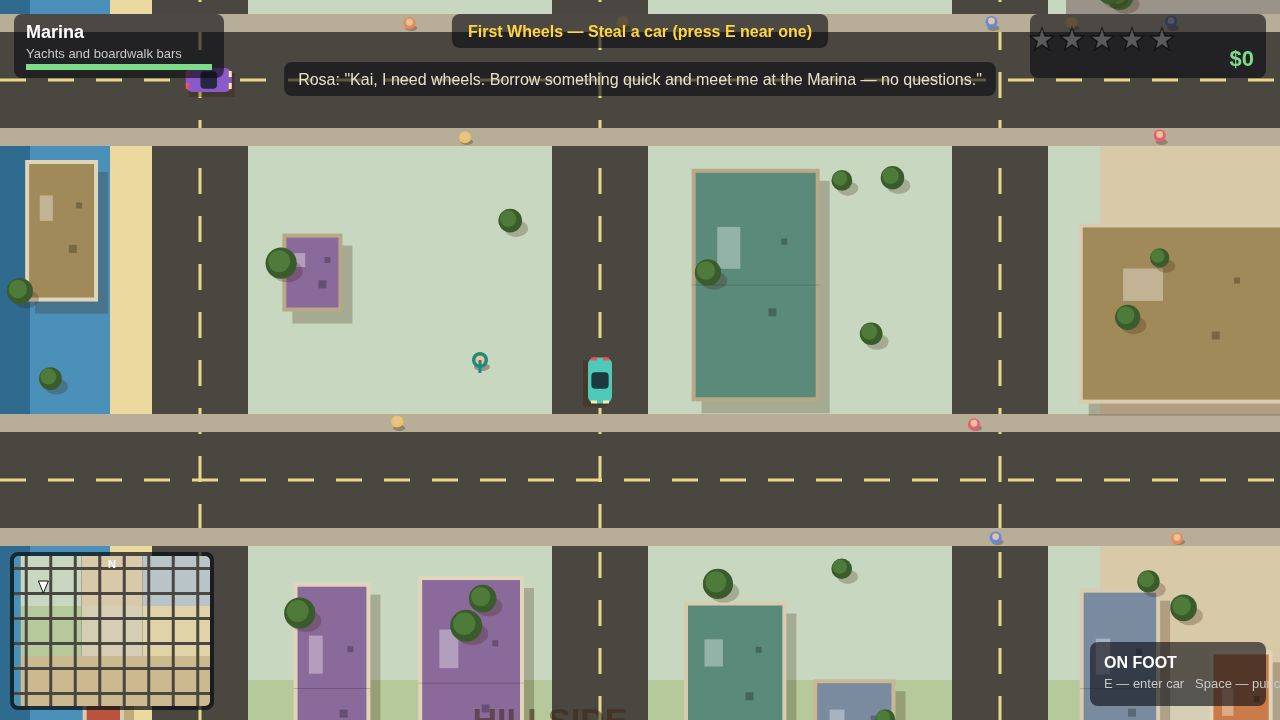 Marina
Yachts and boardwalk bars
First Wheels — Steal a car (press E near one)
Rosa: "Kai, I need wheels. Borrow something quick and meet me at the Marina — no questions."
$0
N
HILLSIDE
ON FOOT
E — enter car Space — punc